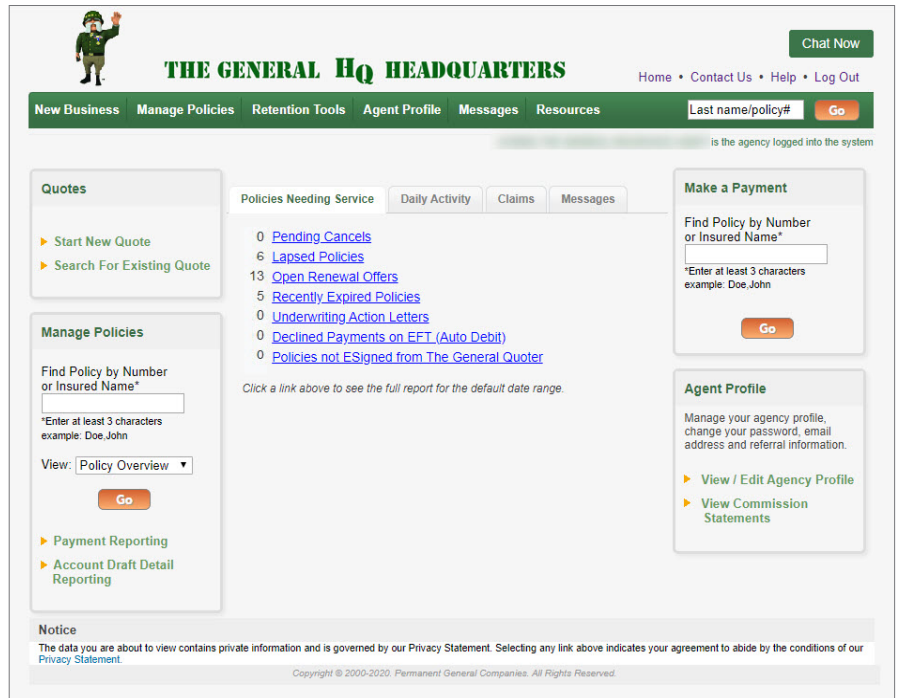 THE GENERAL HQ HEADQUARTERS
Chat Now
Home • Contact Us • Help • Log Out
New Business Manage Policies Retention Tools Agent Profile Messages Resources
Last name/policy# Go
is the agency logged into the system
Quotes
Start New Quote
Search For Existing Quote
Manage Policies
Find Policy by Number
or Insured Name*
*Enter at least 3 characters
example: Doe,John
View: Policy Overview
Go
Payment Reporting
Account Draft Detail
Reporting
Policies Needing Service Daily Activity Claims Messages
0 Pending Cancels
6 Lapsed Policies
13 Open Renewal Offers
5 Recently Expired Policies
0 Underwriting Action Letters
0 Declined Payments on EFT (Auto Debit)
0 Policies not ESigned from The General Quoter
Click a link above to see the full report for the default date range.
Make a Payment
Find Policy by Number
or Insured Name*
*Enter at least 3 characters
example: Doe,John
Go
Agent Profile
Manage your agency profile,
change your password, email
address and referral information.
View / Edit Agency Profile
View Commission
Statements
Notice
The data you are about to view contains private information and is governed by our Privacy Statement. Selecting any link above indicates your agreement to abide by the conditions of our
Privacy Statement.
Copyright © 2000-2020. Permanent General Companies. All Rights Reserved.